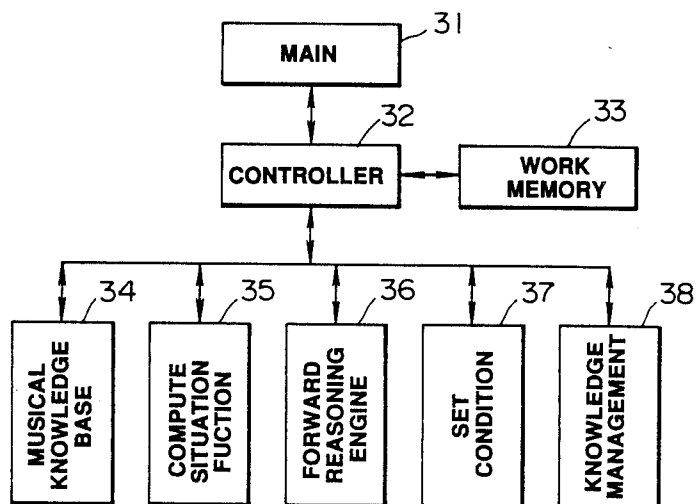 31
MAIN
32
33
CONTROLLER
WORK
MEMORY
34
35
36
37
38
MUSICAL
KNOWLEDGE
BASE
COMPUTE
SITUATION
FUCTION
FORWARD
REASONING
ENGINE
SET
CONDITION
KNOWLEDGE
MANAGEMENT